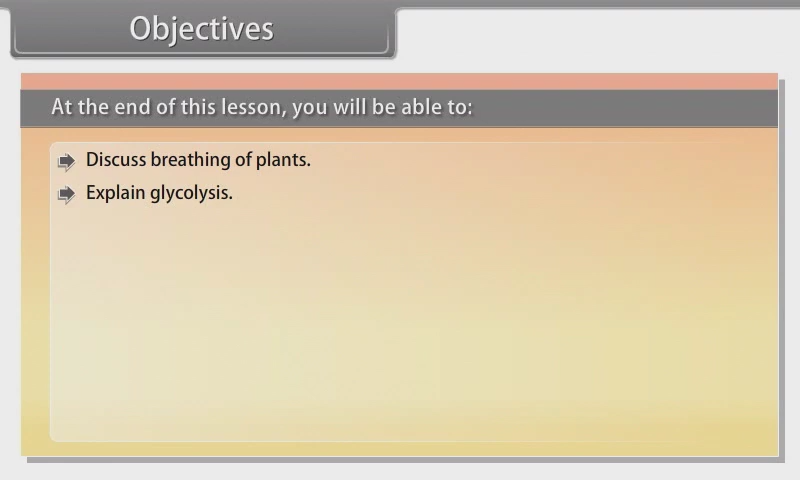 Objectives
At the end of this lesson, you will be able to:
Discuss breathing of plants.
Explain glycolysis.